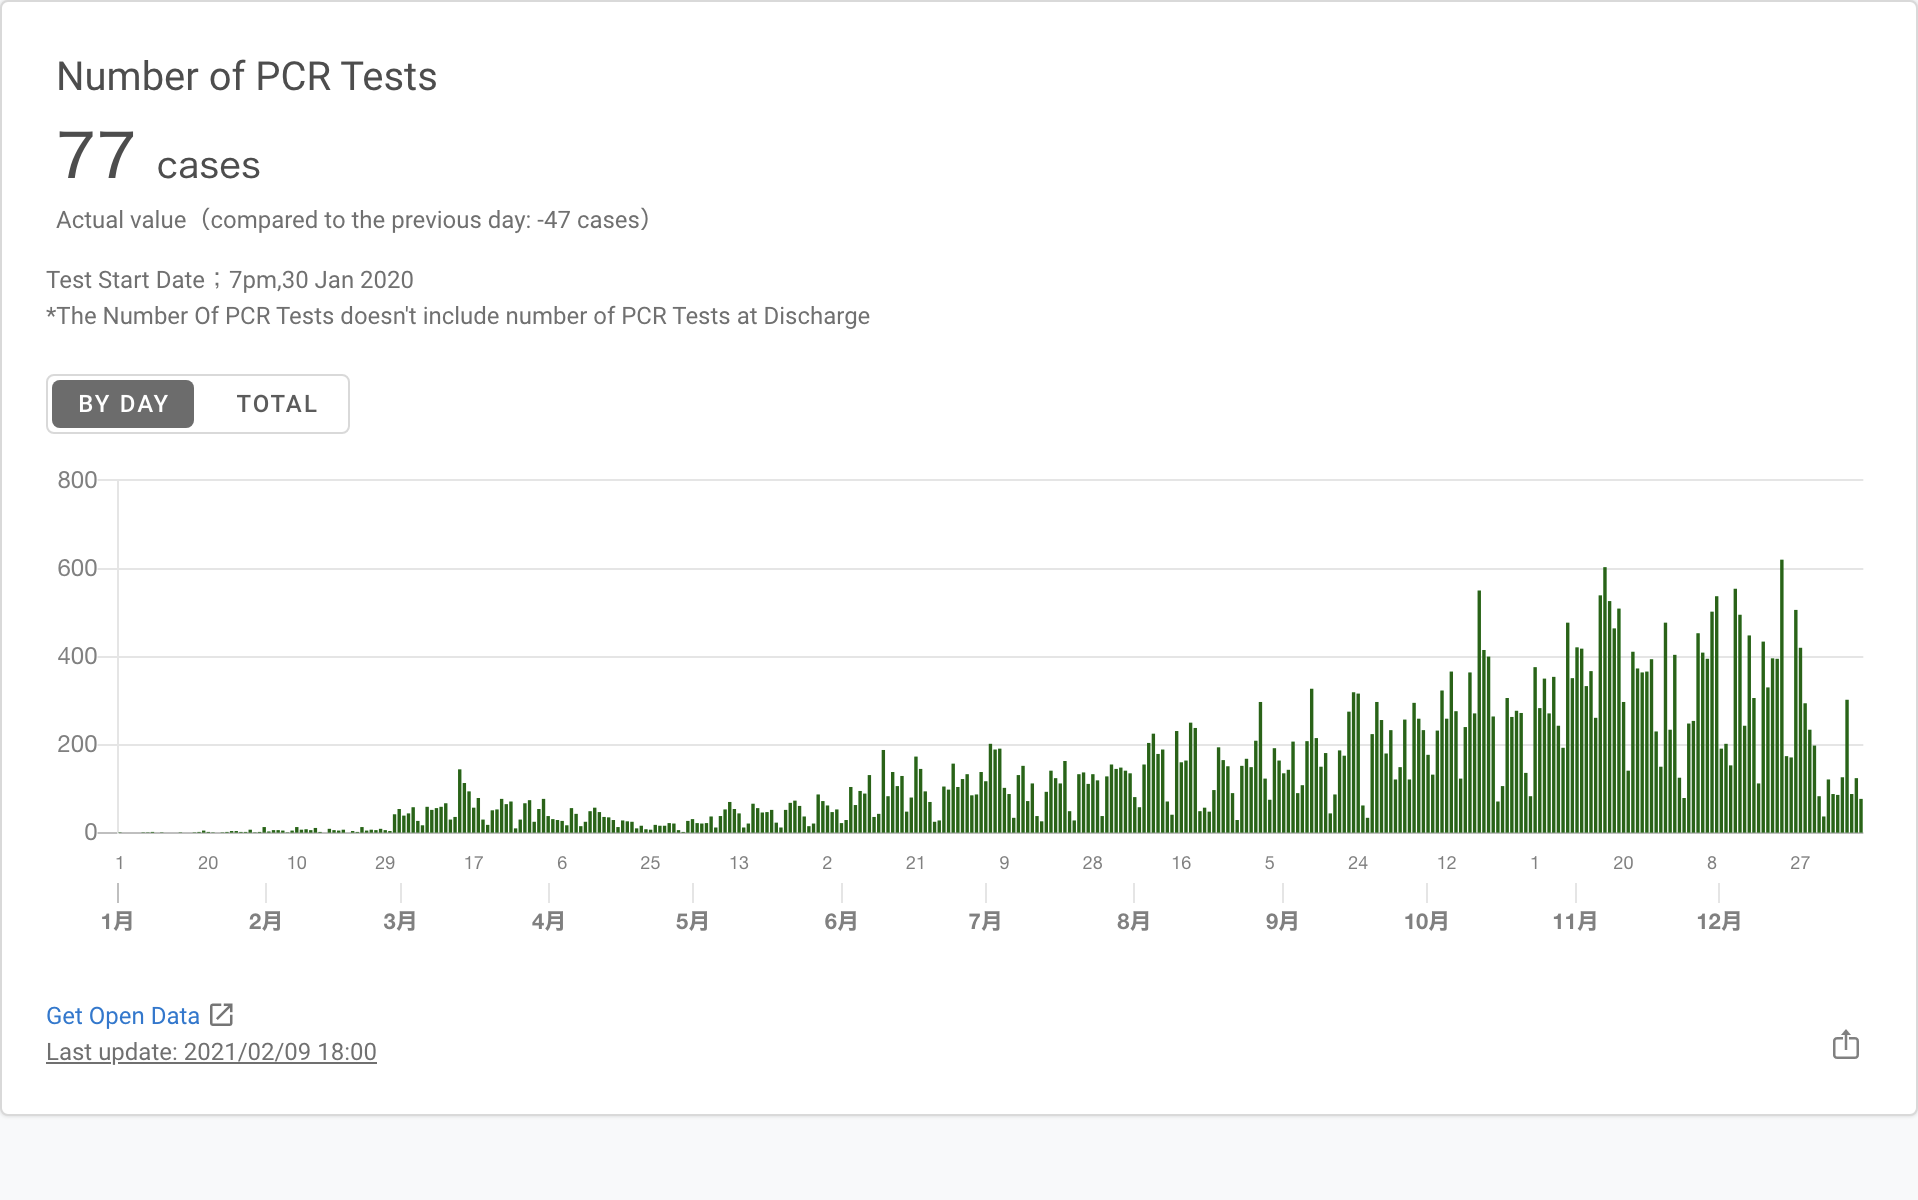 Number of PCR Tests
77 cases
Actual value（compared to the previous day: -47 cases）
Test Start Date；7pm,30 Jan 2020
*The Number Of PCR Tests doesn't include number of PCR Tests at Discharge
BY DAY TOTAL
800
600
400
200
0
1 20 10 29 17 6 25 13 2 21 9 28 16 5 24 12 1 20 8 27
1月 2月 3月 4月 5月 6月 7月 8月 9月 10月 11月 12月
Get Open Data
Last update: 2021/02/09 18:00